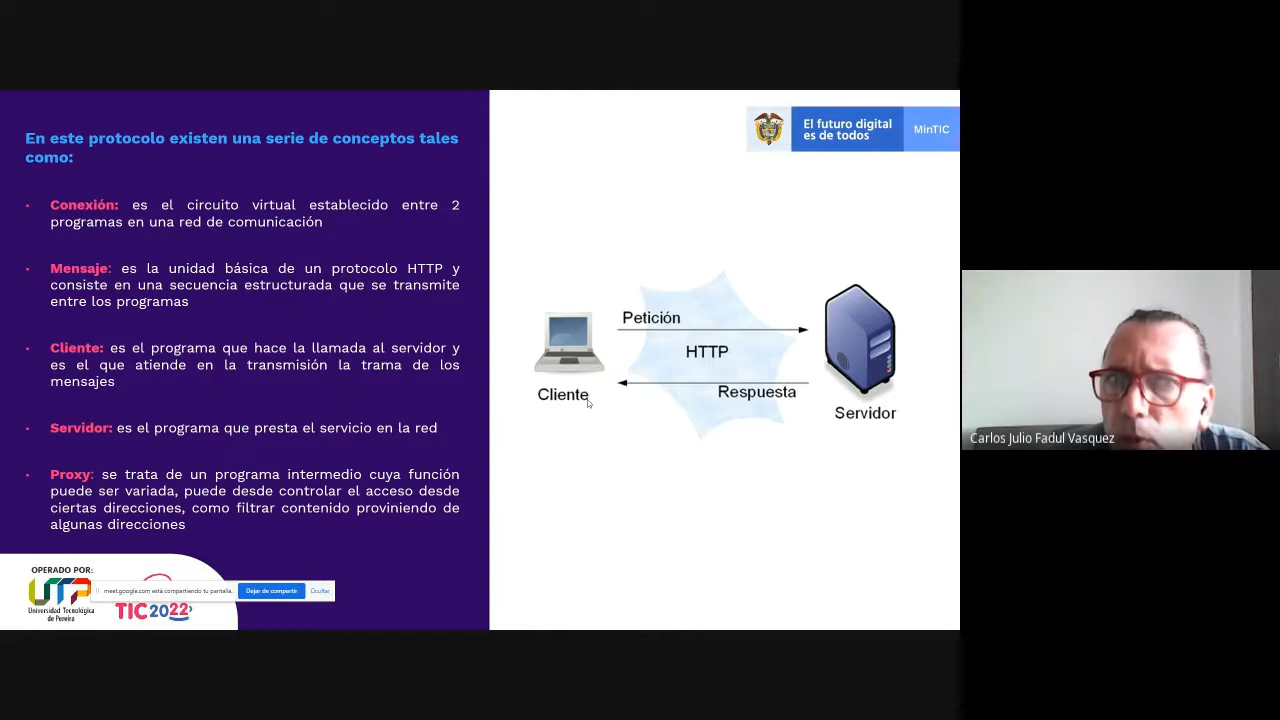 En este protocolo existen una serie de conceptos tales
como:
• Conexión: es el circuito virtual establecido entre 2
programas en una red de comunicación
• Mensaje: es la unidad básica de un protocolo HTTP y
consiste en una secuencia estructurada que se transmite
entre los programas
• Cliente: es el programa que hace la llamada al servidor y
es el que atiende en la transmisión la trama de los
mensajes
• Servidor: es el programa que presta el servicio en la red
• Proxy: se trata de un programa intermedio cuya función
puede ser variada, puede desde controlar el acceso desde
ciertas direcciones, como filtrar contenido proviniendo de
algunas direcciones
OPERADO POR:
UTP
Universidad Tecnológica
de Pereira
meet.google.com está compartiendo tu pantalla.
Dejar de compartir
Ocultar
TIC 2022
El futuro digital
es de todos
MinTIC
Petición
HTTP
Respuesta
Cliente
Servidor
Carlos Julio Fadul Vasquez